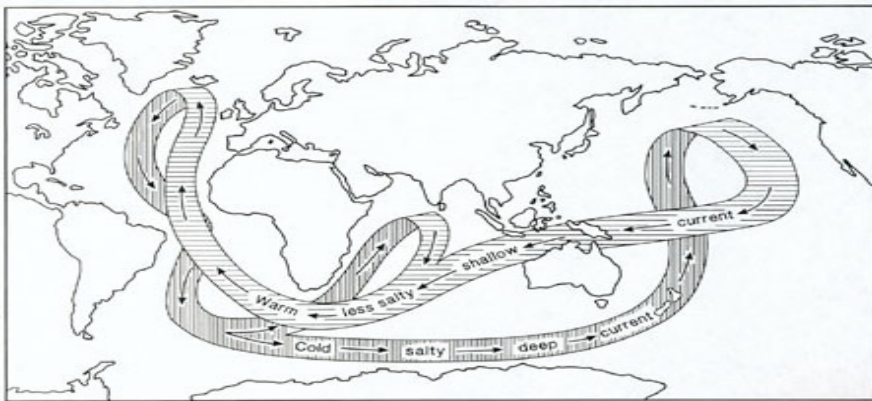 current
shallow
Warm less salty
Cold salty deep current